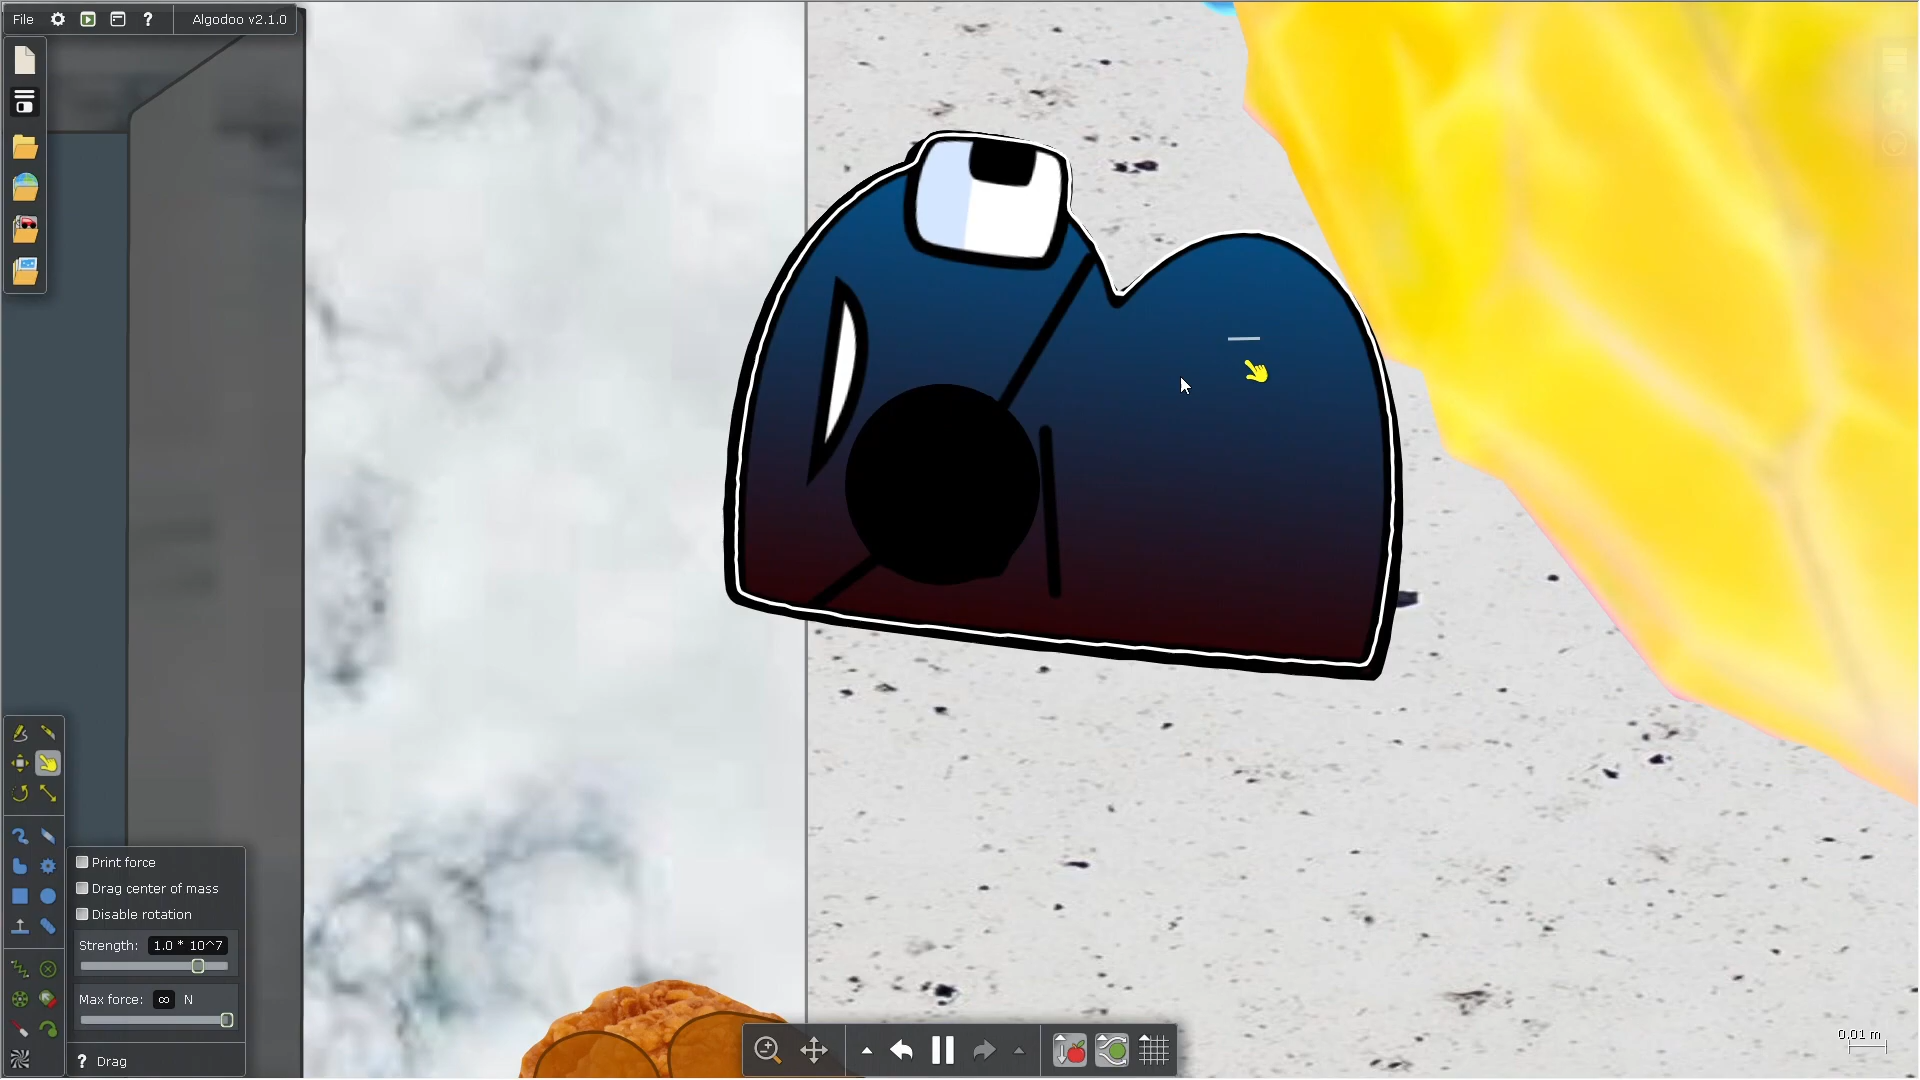 File
?
Algodoo v2.1.0
Print force
Drag center of mass
Disable rotation
Strength: 1.0 * 10^7
Max force: ∞ N
? Drag
0.01 m